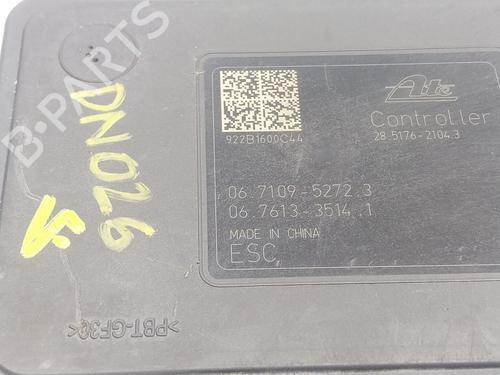 B-PARTS
DN026
Ate
922B1600C44
Controller
28.5176-2104.3
06.7109-5272.3
06.7613-3514.1
MADE IN CHINA
ESC
>PBT-GF30<